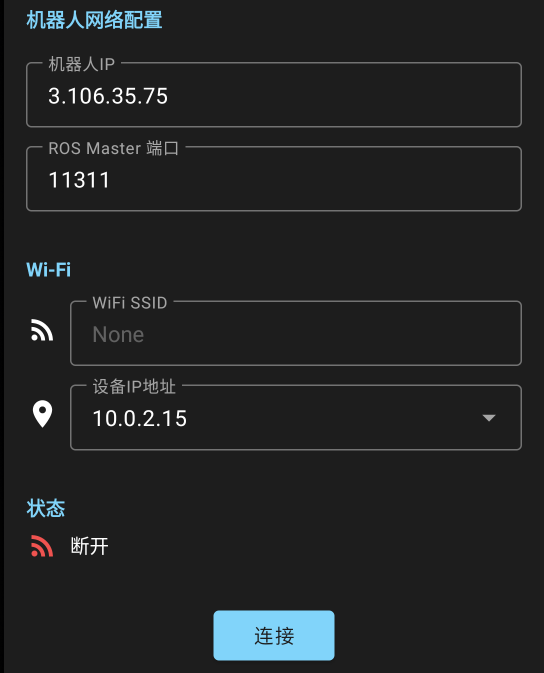 机器人网络配置
机器人IP
3.106.35.75
ROS Master 端口
11311
Wi-Fi
WiFi SSID
None
设备IP地址
10.0.2.15
状态
断开
连接